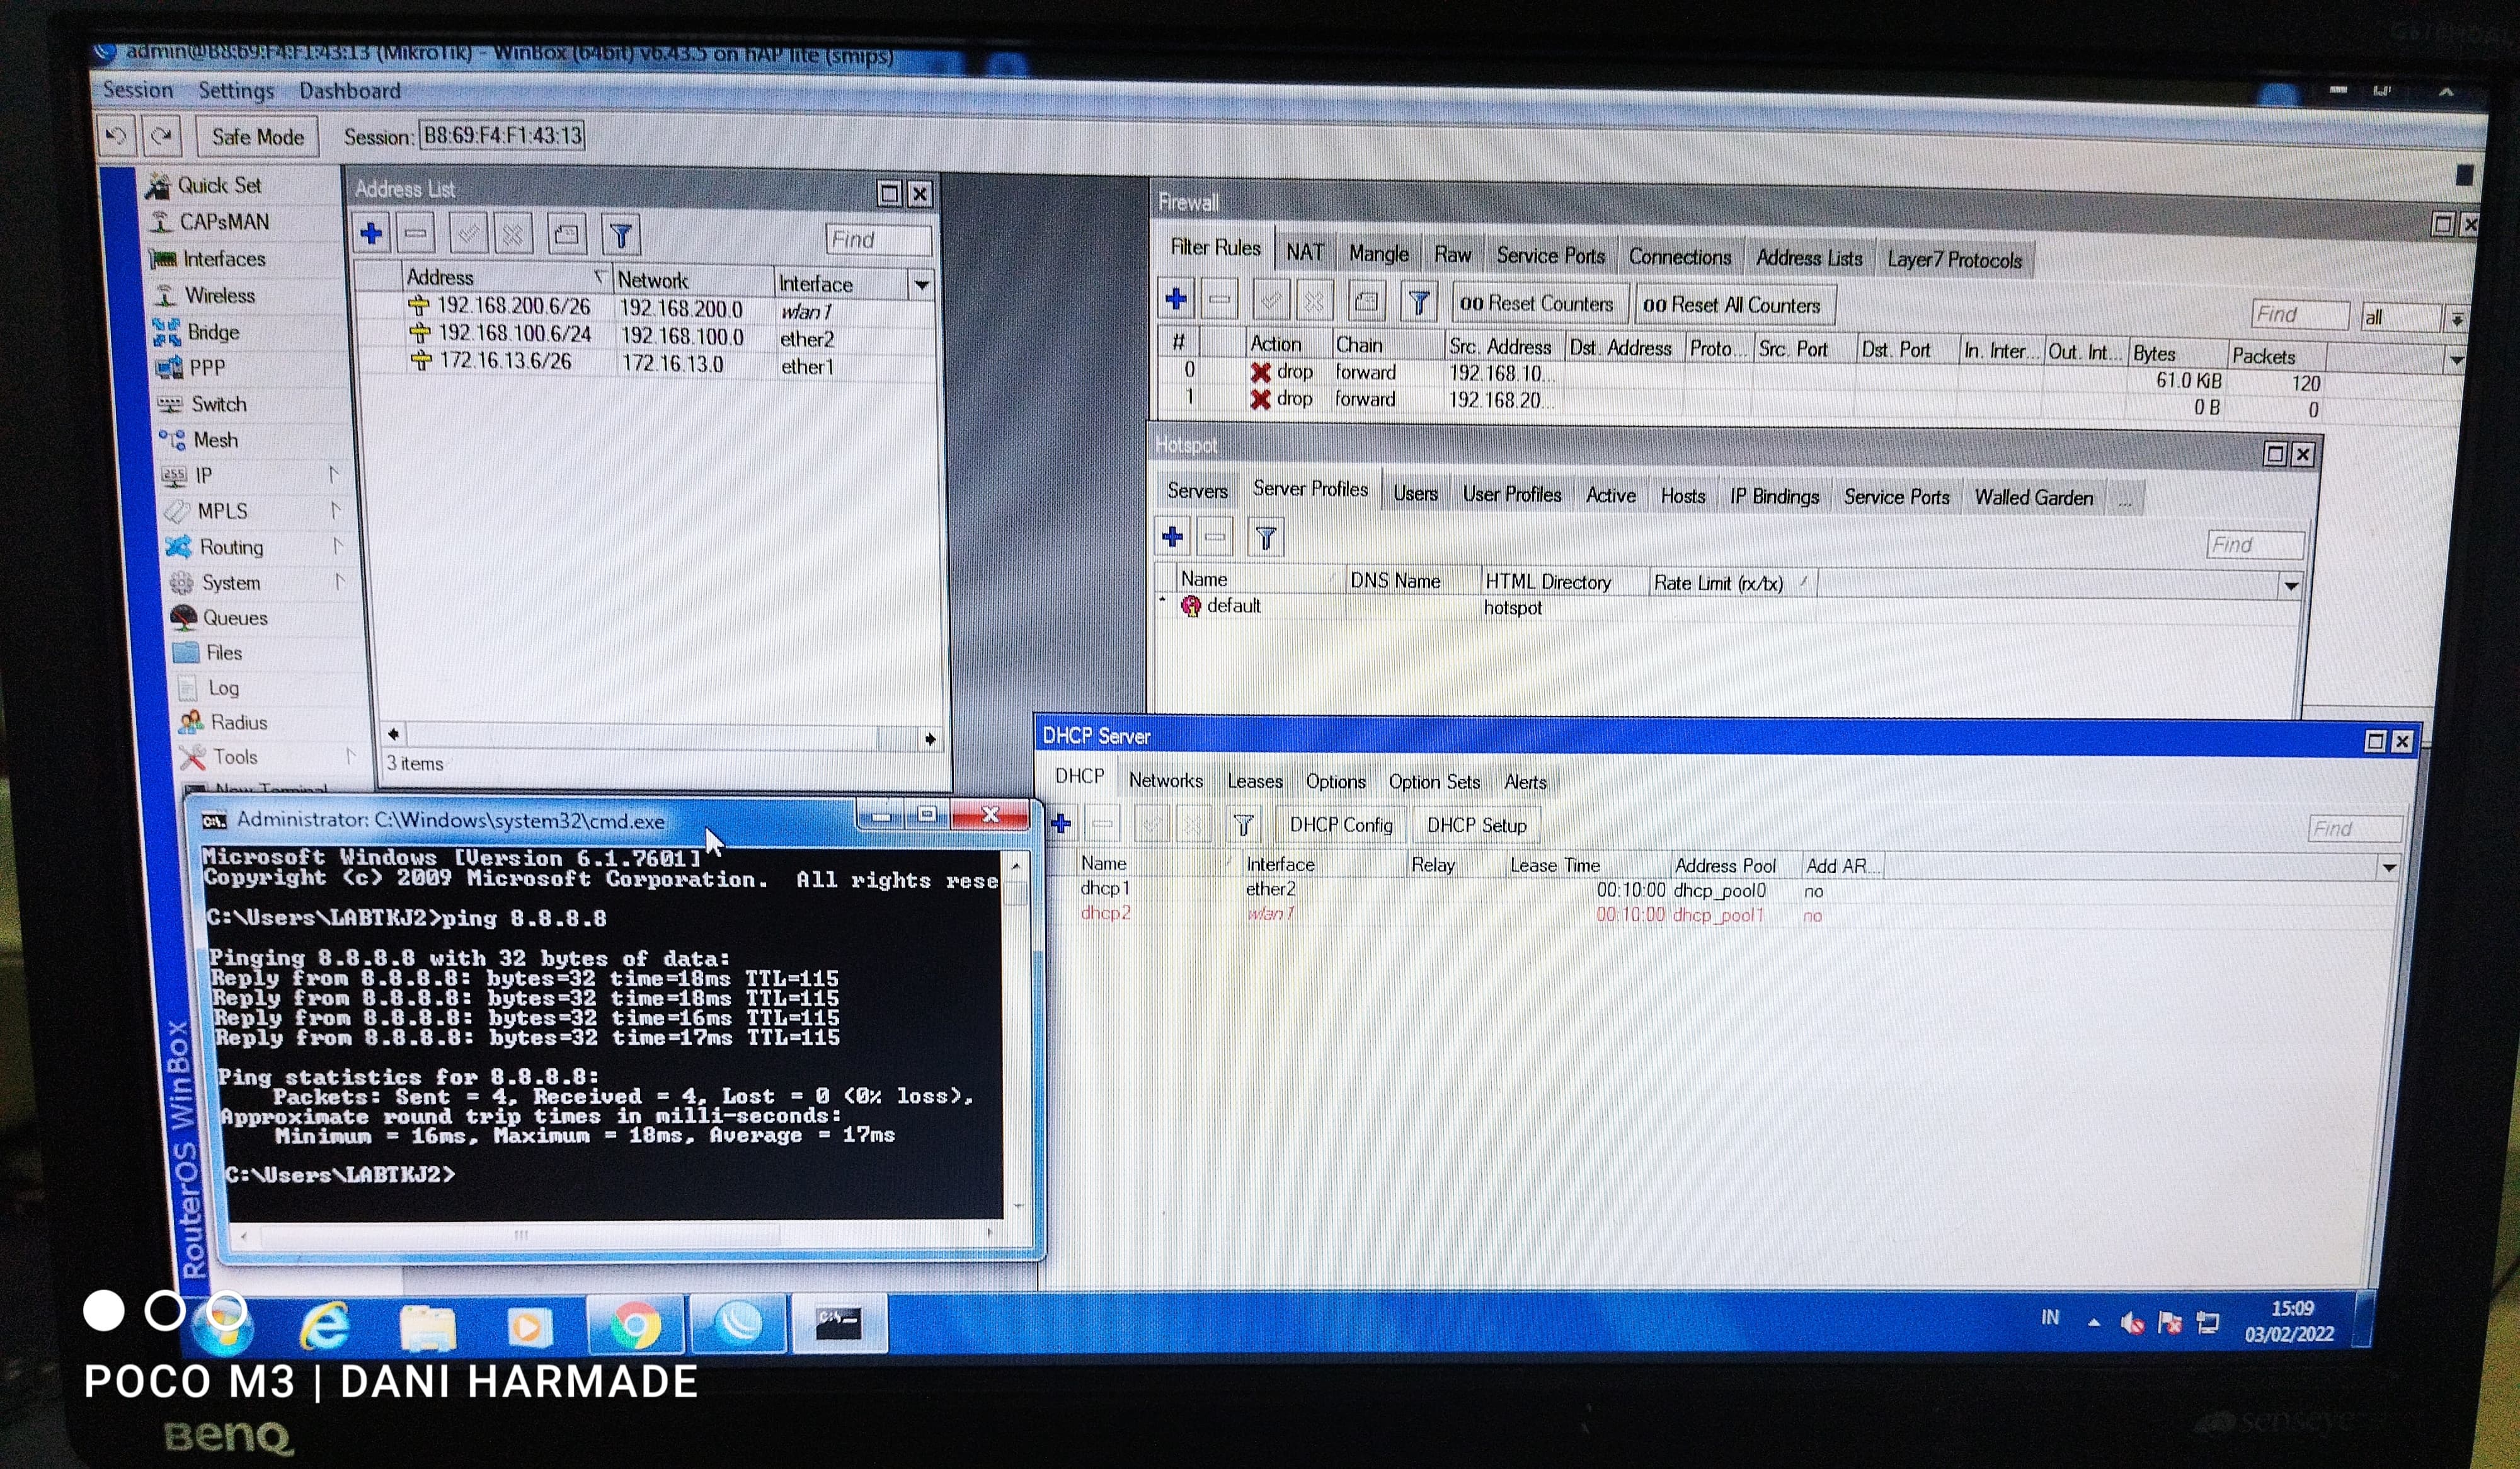 admin@B8:69:F4:F1:43:13 (MikroTik) - WinBox (64bit) v6.43.5 on hAP lite (smips)
Session Settings Dashboard
Safe Mode Session: B8:69:F4:F1:43:13
Quick Set
CAPsMAN
Interfaces
Wireless
Bridge
PPP
Switch
Mesh
IP
MPLS
Routing
System
Queues
Files
Log
Radius
Tools
New Terminal
RouterOS WinBox
Address List
Find
Address Network Interface
192.168.200.6/26 192.168.200.0 wlan1
192.168.100.6/24 192.168.100.0 ether2
172.16.13.6/26 172.16.13.0 ether1
3 items
Firewall
Filter Rules NAT Mangle Raw Service Ports Connections Address Lists Layer7 Protocols
00 Reset Counters 00 Reset All Counters Find all
# Action Chain Src. Address Dst. Address Proto... Src. Port Dst. Port In. Inter... Out. Int... Bytes Packets
0 drop forward 192.168.10... 61.0 KiB 120
1 drop forward 192.168.20... 0 B 0
Hotspot
Servers Server Profiles Users User Profiles Active Hosts IP Bindings Service Ports Walled Garden ...
Find
Name DNS Name HTML Directory Rate Limit (rx/tx)
* default hotspot
DHCP Server
DHCP Networks Leases Options Option Sets Alerts
DHCP Config DHCP Setup Find
Name Interface Relay Lease Time Address Pool Add AR...
dhcp1 ether2 00:10:00 dhcp_pool0 no
dhcp2 wlan1 00:10:00 dhcp_pool1 no
Administrator: C:\Windows\system32\cmd.exe
Microsoft Windows [Version 6.1.7601]
Copyright (c) 2009 Microsoft Corporation. All rights rese
C:\Users\LABTKJ2>ping 8.8.8.8
Pinging 8.8.8.8 with 32 bytes of data:
Reply from 8.8.8.8: bytes=32 time=18ms TTL=115
Reply from 8.8.8.8: bytes=32 time=18ms TTL=115
Reply from 8.8.8.8: bytes=32 time=16ms TTL=115
Reply from 8.8.8.8: bytes=32 time=17ms TTL=115
Ping statistics for 8.8.8.8:
Packets: Sent = 4, Received = 4, Lost = 0 (0% loss),
Approximate round trip times in milli-seconds:
Minimum = 16ms, Maximum = 18ms, Average = 17ms
C:\Users\LABTKJ2>
IN
15:09
03/02/2022
POCO M3 | DANI HARMADE
BenQ
senseye